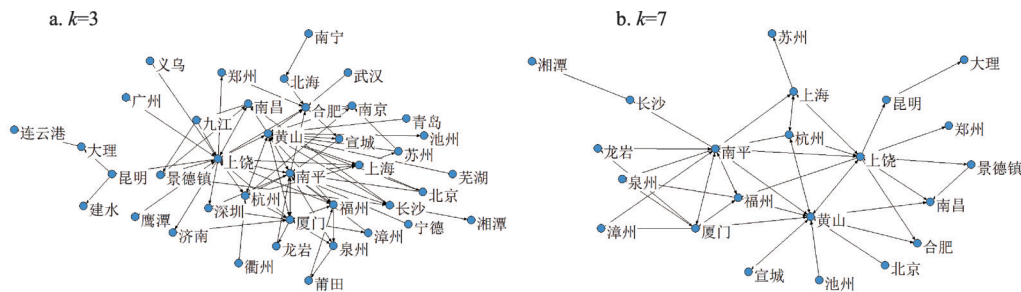 a. k=3
南宁
义乌
郑州
北海
武汉
广州
南昌
合肥
南京
连云港
九江
黄山
青岛
池州
宣城
大理
上饶
苏州
昆明
景德镇
南平
上海
芜湖
杭州
北京
建水
鹰潭
深圳
福州
长沙
济南
厦门
宁德
湘潭
漳州
衢州
龙岩
泉州
莆田
b. k=7
苏州
湘潭
大理
长沙
上海
昆明
杭州
郑州
龙岩
南平
上饶
景德镇
泉州
福州
南昌
漳州
厦门
黄山
合肥
宣城
池州
北京